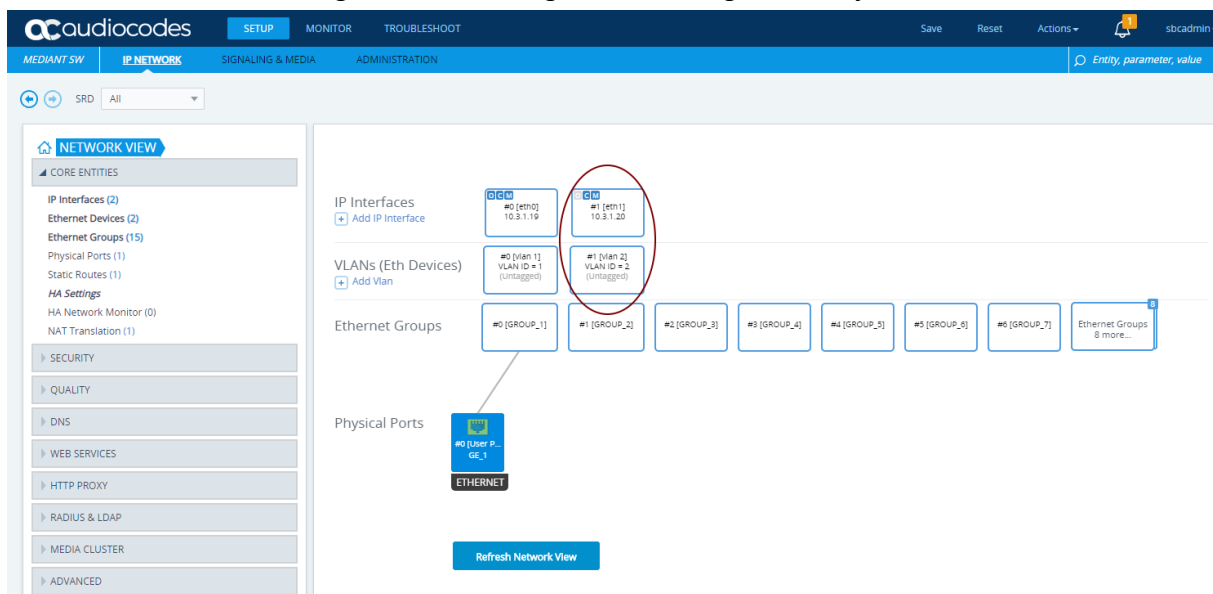 audiocodes SETUP MONITOR TROUBLESHOOT Save Reset Actions 1 sbcadmin
MEDIANT SW IP NETWORK SIGNALING & MEDIA ADMINISTRATION Entity, parameter, value
SRD All
NETWORK VIEW
CORE ENTITIES
IP Interfaces (2)
Ethernet Devices (2)
Ethernet Groups (15)
Physical Ports (1)
Static Routes (1)
HA Settings
HA Network Monitor (0)
NAT Translation (1)
SECURITY
QUALITY
DNS
WEB SERVICES
HTTP PROXY
RADIUS & LDAP
MEDIA CLUSTER
ADVANCED
IP Interfaces
+ Add IP Interface
O C M
#0 [eth0]
10.3.1.19
C M
#1 [eth1]
10.3.1.20
VLANs (Eth Devices)
+ Add Vlan
#0 [vlan 1]
VLAN ID = 1
(Untagged)
#1 [vlan 2]
VLAN ID = 2
(Untagged)
Ethernet Groups
#0 [GROUP_1] #1 [GROUP_2] #2 [GROUP_3] #3 [GROUP_4] #4 [GROUP_5] #5 [GROUP_6] #6 [GROUP_7]
8
Ethernet Groups
8 more...
Physical Ports
#0 [User P...
GE_1
ETHERNET
Refresh Network View